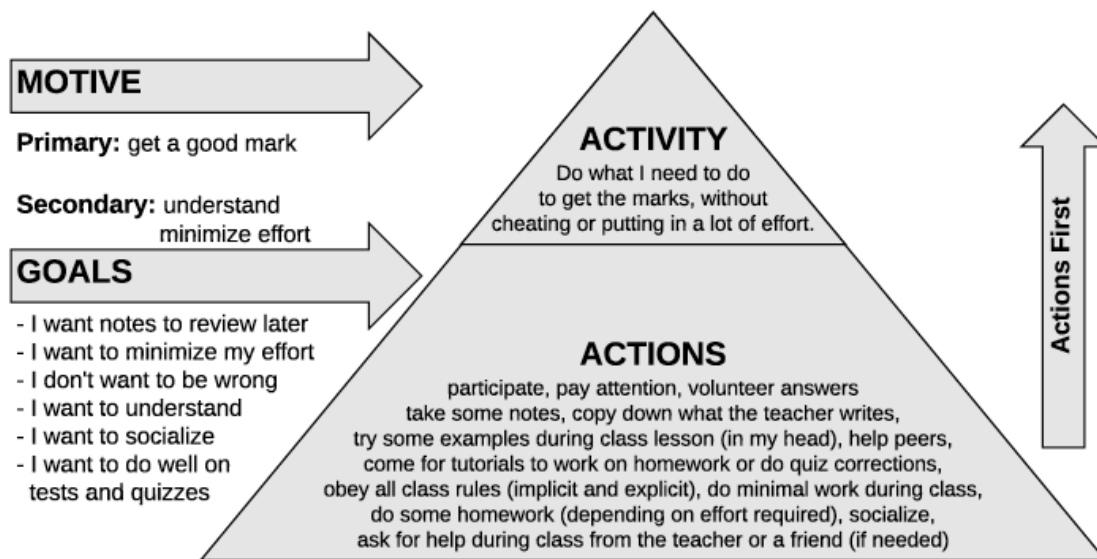 MOTIVE
Primary: get a good mark
Secondary: understand
minimize effort
GOALS
- I want notes to review later
- I want to minimize my effort
- I don't want to be wrong
- I want to understand
- I want to socialize
- I want to do well on
tests and quizzes
ACTIVITY
Do what I need to do
to get the marks, without
cheating or putting in a lot of effort.
ACTIONS
participate, pay attention, volunteer answers
take some notes, copy down what the teacher writes,
try some examples during class lesson (in my head), help peers,
come for tutorials to work on homework or do quiz corrections,
obey all class rules (implicit and explicit), do minimal work during class,
do some homework (depending on effort required), socialize,
ask for help during class from the teacher or a friend (if needed)
Actions First